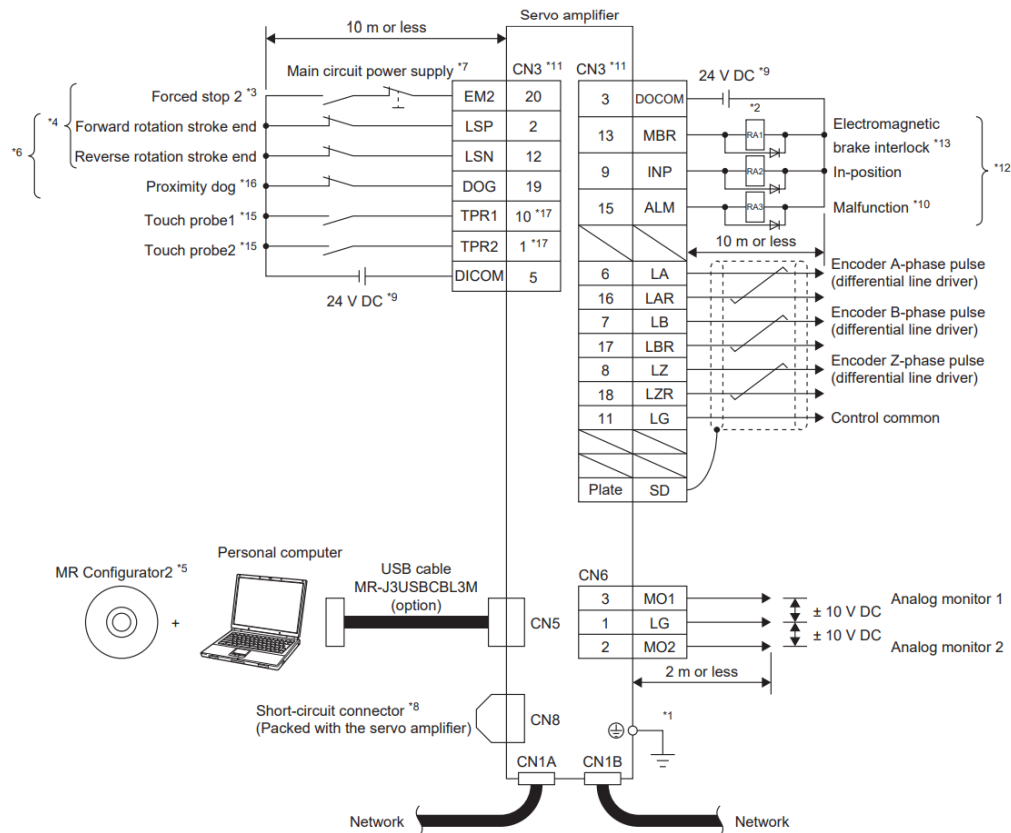 Servo amplifier
10 m or less
Main circuit power supply *7
CN3 *11
CN3 *11
24 V DC *9
Forced stop 2 *3
EM2
20
3
DOCOM
*2
*4
Forward rotation stroke end
LSP
2
13
MBR
RA1
Electromagnetic
brake interlock *13
*6
Reverse rotation stroke end
LSN
12
9
INP
RA2
In-position
*12
Proximity dog *16
DOG
19
15
ALM
RA3
Malfunction *10
Touch probe1 *15
TPR1
10 *17
Touch probe2 *15
TPR2
1 *17
10 m or less
DICOM
5
24 V DC *9
6
LA
Encoder A-phase pulse
(differential line driver)
16
LAR
7
LB
Encoder B-phase pulse
(differential line driver)
17
LBR
8
LZ
Encoder Z-phase pulse
(differential line driver)
18
LZR
11
LG
Control common
Plate
SD
MR Configurator2 *5
+
Personal computer
USB cable
MR-J3USBCBL3M
(option)
CN5
CN6
3
MO1
Analog monitor 1
± 10 V DC
1
LG
± 10 V DC
2
MO2
Analog monitor 2
2 m or less
Short-circuit connector *8
(Packed with the servo amplifier)
CN8
*1
CN1A
CN1B
Network
Network